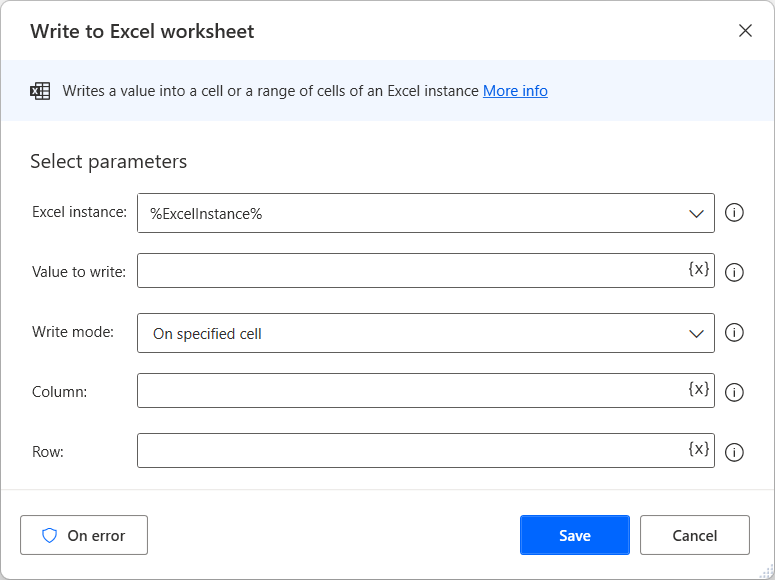 Write to Excel worksheet
Writes a value into a cell or a range of cells of an Excel instance More info
Select parameters
Excel instance: %ExcelInstance%
Value to write: {x}
Write mode: On specified cell
Column: {x}
Row: {x}
On error Save Cancel